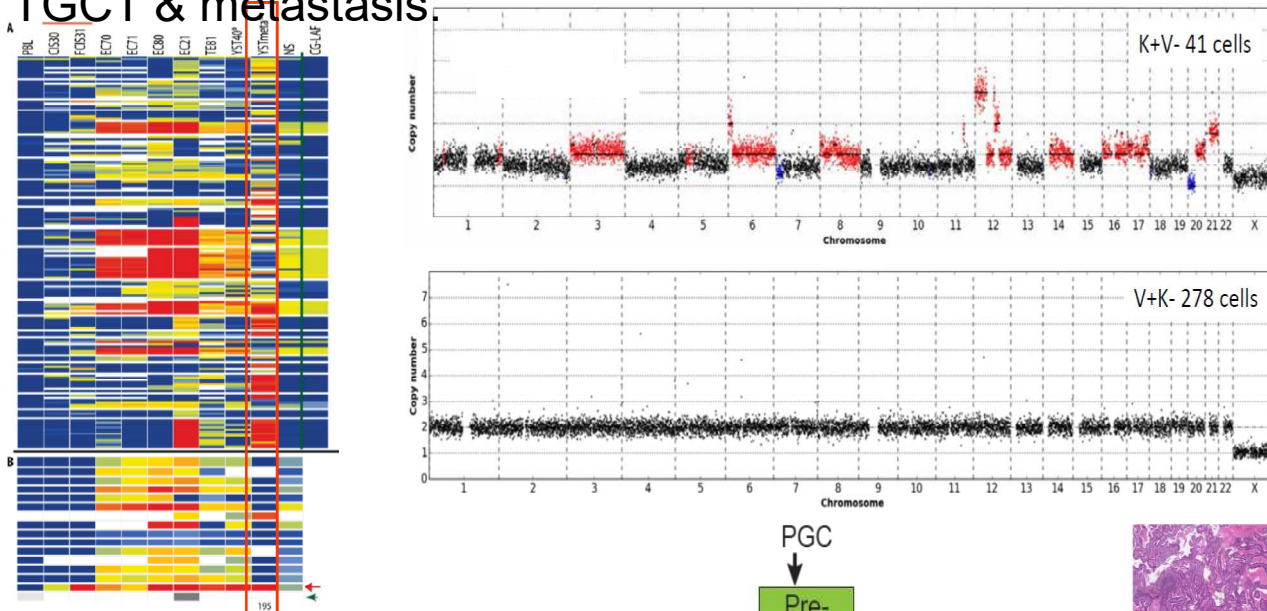 TGCT & metastasis.
A
PBL CIS30 FCIS31 EC70 EC71 EC80 EC21 TE81 YST40* YSTmeta NS CG-LAF
B
195
K+V- 41 cells
Copy number
1 2 3 4 5 6 7 8 9 10 11 12 13 14 15 16 17 18 19 20 21 22 X
Chromosome
V+K- 278 cells
Copy number
7
6
5
4
3
2
1
0
1 2 3 4 5 6 7 8 9 10 11 12 13 14 15 16 17 18 19 20 21 22 X
Chromosome
PGC
Pre-